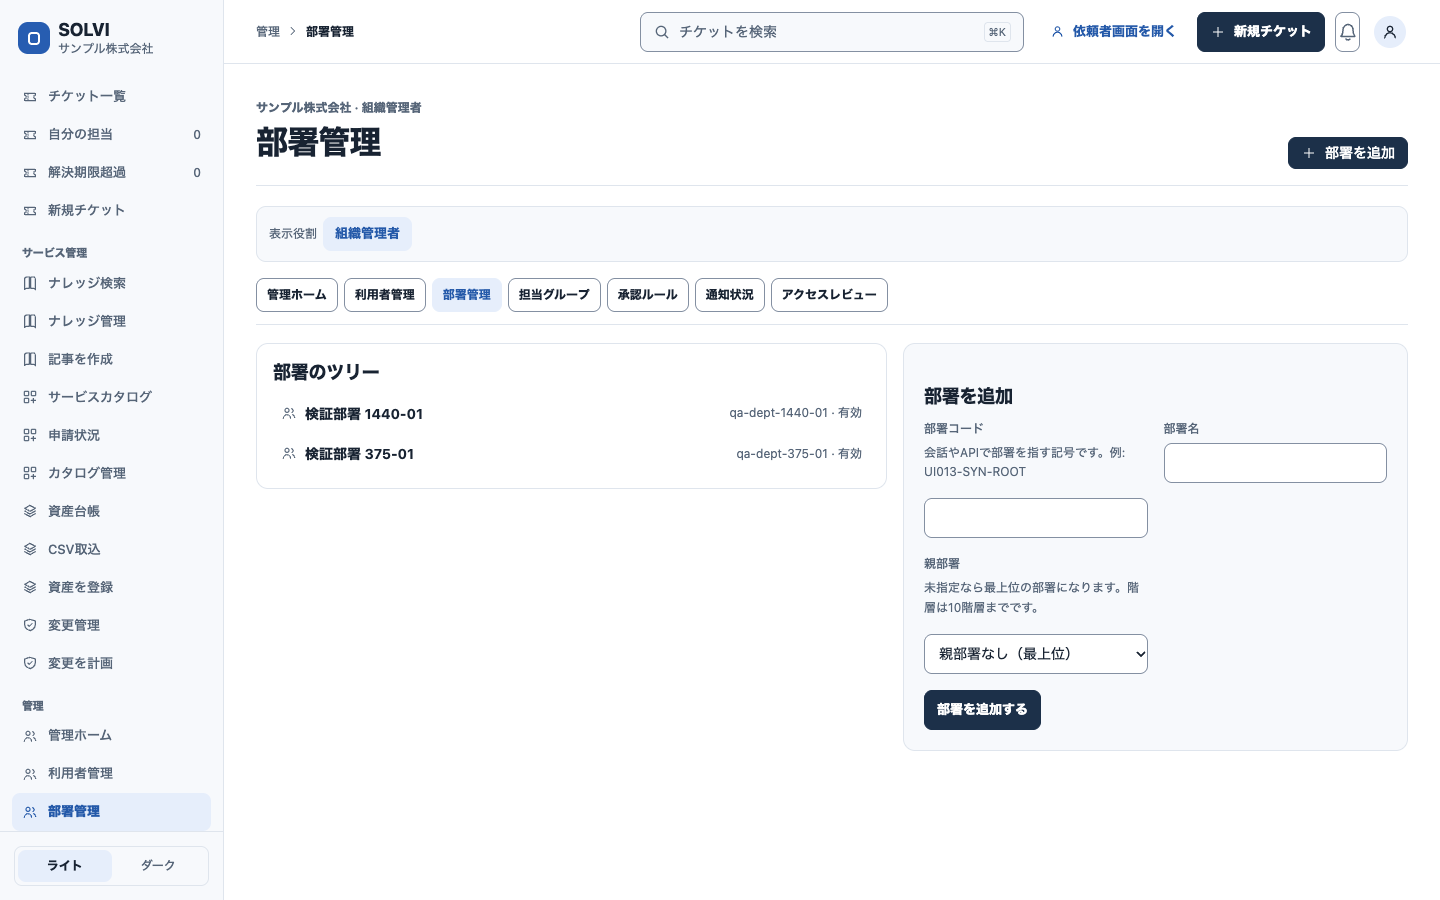 SOLVI
サンプル株式会社
チケット一覧
自分の担当 0
解決期限超過 0
新規チケット
サービス管理
ナレッジ検索
ナレッジ管理
記事を作成
サービスカタログ
申請状況
カタログ管理
資産台帳
CSV取込
資産を登録
変更管理
変更を計画
管理
管理ホーム
利用者管理
部署管理
ライト ダーク
管理 部署管理
チケットを検索 ⌘K
依頼者画面を開く
新規チケット
サンプル株式会社 · 組織管理者
部署管理
部署を追加
表示役割 組織管理者
管理ホーム 利用者管理 部署管理 担当グループ 承認ルール 通知状況 アクセスレビュー
部署のツリー
検証部署 1440-01 qa-dept-1440-01 · 有効
検証部署 375-01 qa-dept-375-01 · 有効
部署を追加
部署コード
会話やAPIで部署を指す記号です。例:
UI013-SYN-ROOT
部署名
親部署
未指定なら最上位の部署になります。階
層は10階層までです。
親部署なし（最上位）
部署を追加する